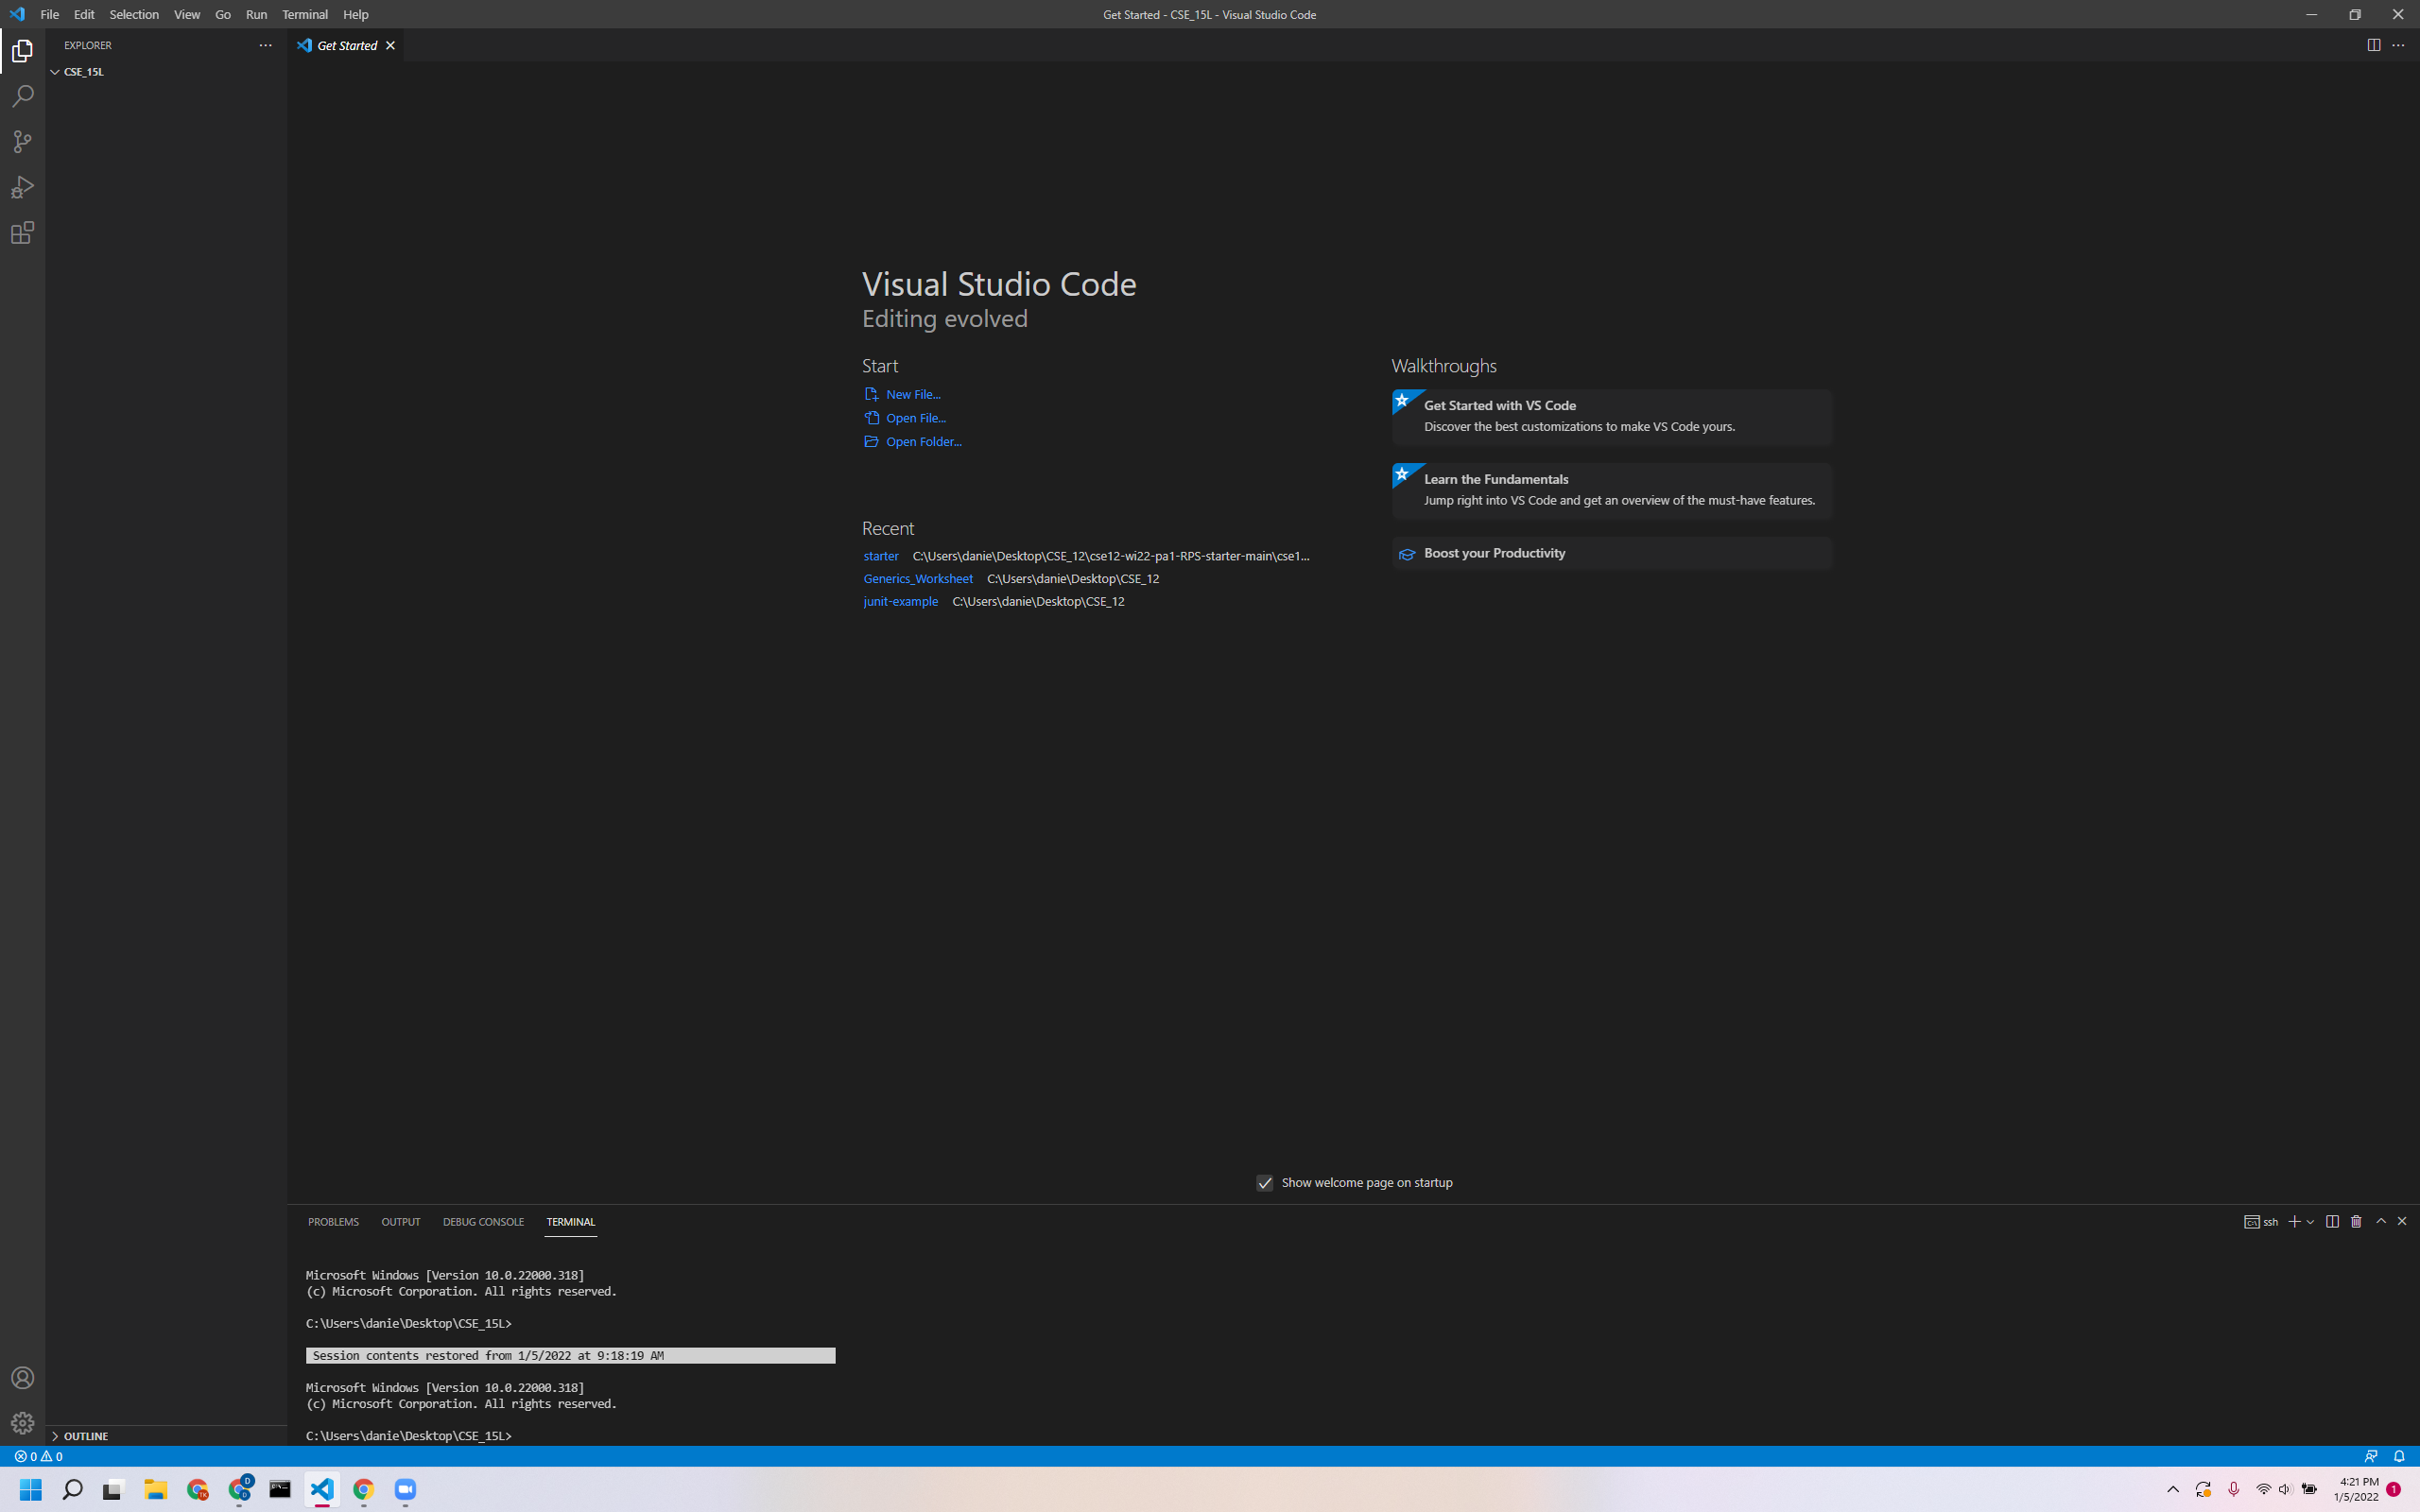 File Edit Selection View Go Run Terminal Help
Get Started - CSE_15L - Visual Studio Code
EXPLORER
Get Started
CSE_15L
Visual Studio Code
Editing evolved
Start
New File...
Open File...
Open Folder...
Recent
starter C:\Users\danie\Desktop\CSE_12\cse12-wi22-pa1-RPS-starter-main\cse1...
Generics_Worksheet C:\Users\danie\Desktop\CSE_12
junit-example C:\Users\danie\Desktop\CSE_12
Walkthroughs
Get Started with VS Code
Discover the best customizations to make VS Code yours.
Learn the Fundamentals
Jump right into VS Code and get an overview of the must-have features.
Boost your Productivity
Show welcome page on startup
PROBLEMS OUTPUT DEBUG CONSOLE TERMINAL
ssh
Microsoft Windows [Version 10.0.22000.318]
(c) Microsoft Corporation. All rights reserved.
C:\Users\danie\Desktop\CSE_15L>
Session contents restored from 1/5/2022 at 9:18:19 AM
Microsoft Windows [Version 10.0.22000.318]
(c) Microsoft Corporation. All rights reserved.
C:\Users\danie\Desktop\CSE_15L>
OUTLINE
0 0
4:21 PM
1/5/2022
1